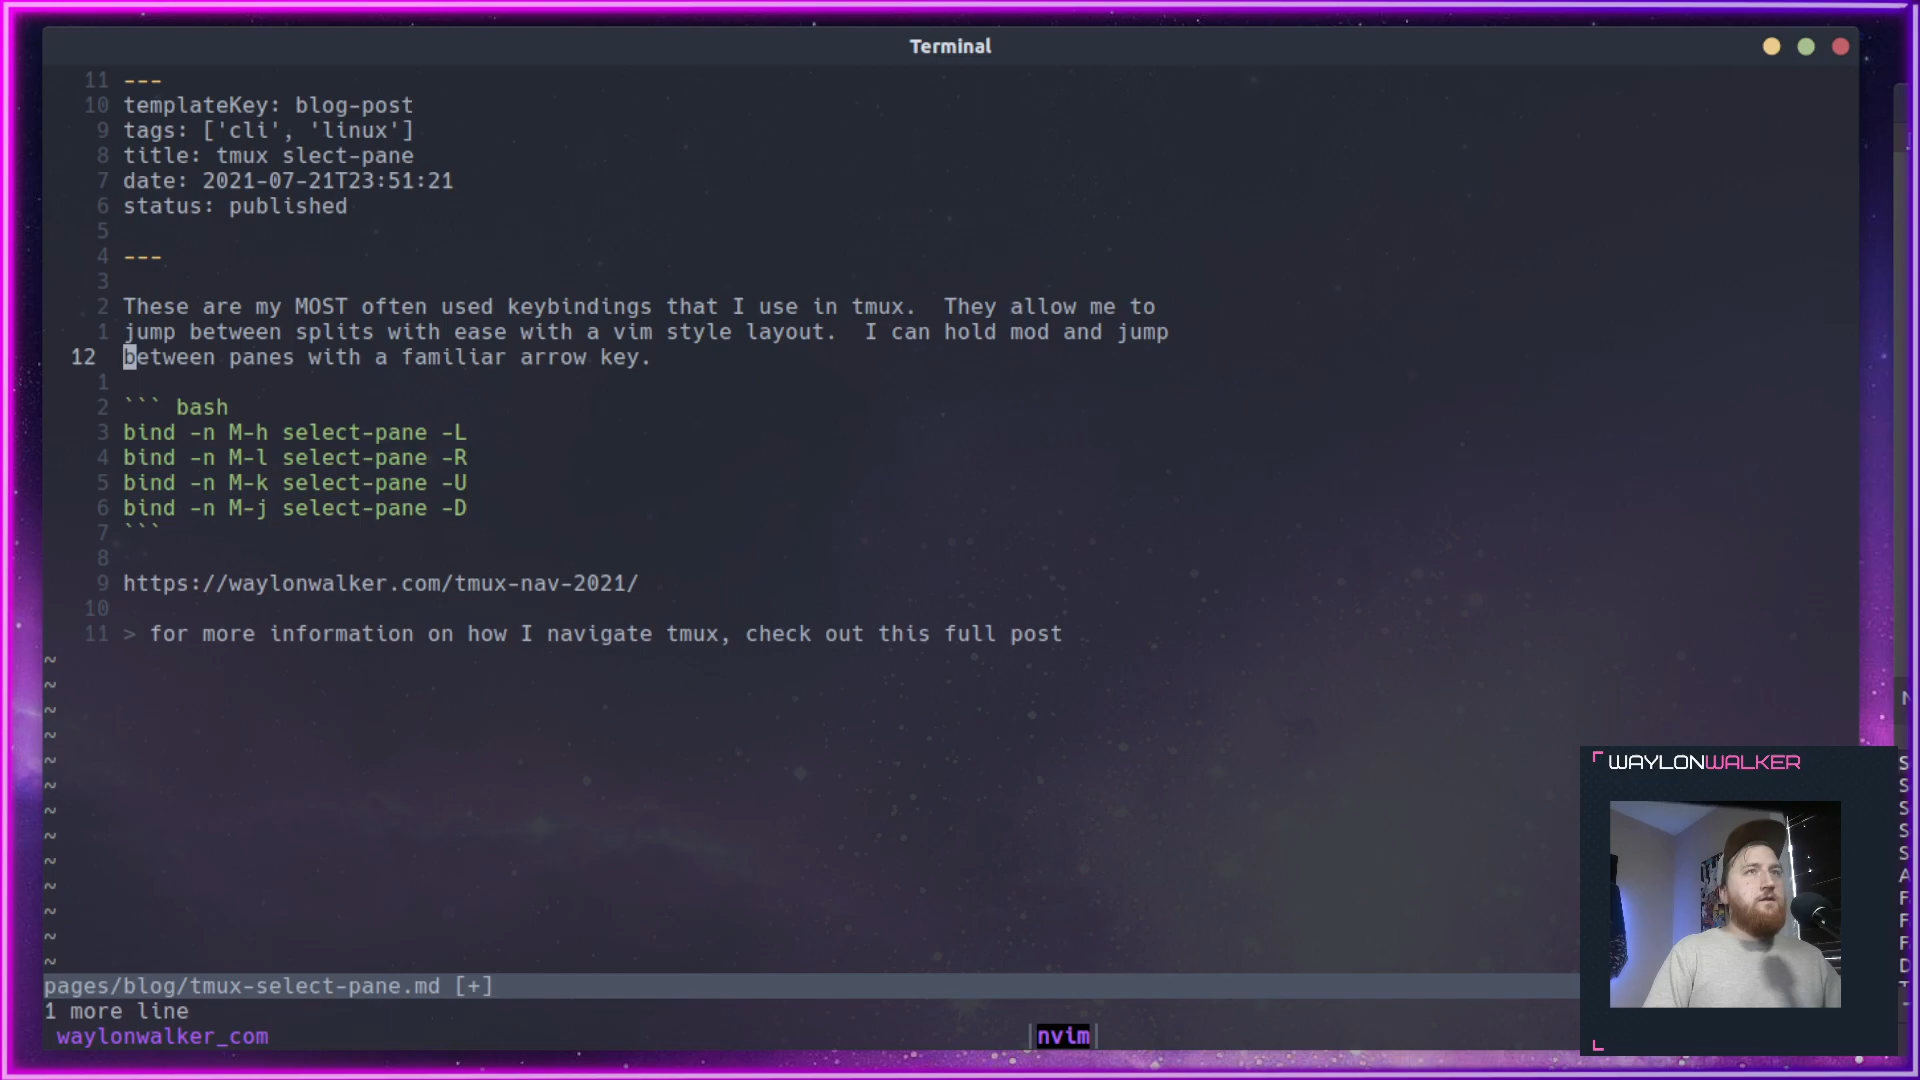 Terminal
11 ---
10 templateKey: blog-post
9 tags: ['cli', 'linux']
8 title: tmux slect-pane
7 date: 2021-07-21T23:51:21
6 status: published
5
4 ---
3
2 These are my MOST often used keybindings that I use in tmux.  They allow me to
1 jump between splits with ease with a vim style layout.  I can hold mod and jump
12 between panes with a familiar arrow key.
1
2 ``` bash
3 bind -n M-h select-pane -L
4 bind -n M-l select-pane -R
5 bind -n M-k select-pane -U
6 bind -n M-j select-pane -D
7 ```
8
9 https://waylonwalker.com/tmux-nav-2021/
10
11 > for more information on how I navigate tmux, check out this full post
~
~
~
~
~
~
~
~
~
~
~
~
~
pages/blog/tmux-select-pane.md [+]
1 more line
waylonwalker_com |nvim|
WAYLONWALKER
N
S
S
S
S
S
A
F
F
F
D